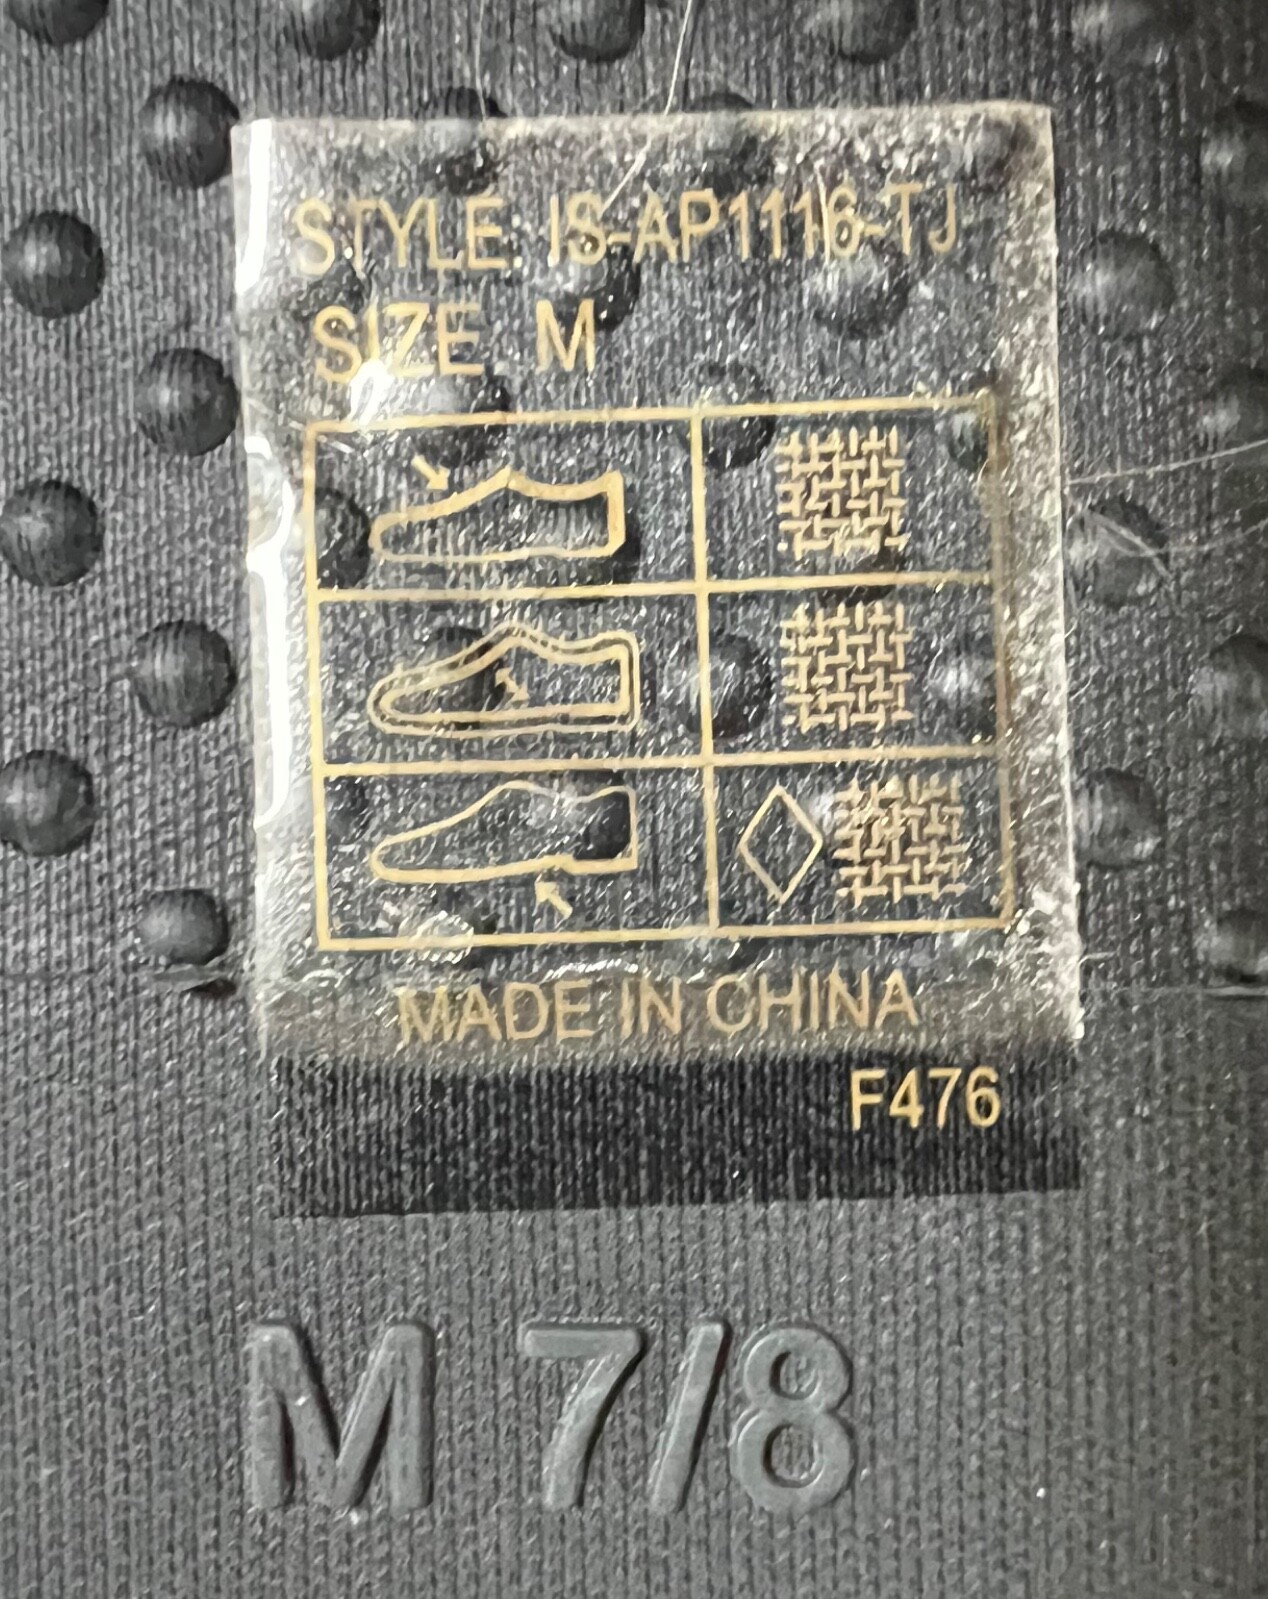 STYLE: IS-AP1116-TJ
SIZE: M
MADE IN CHINA
F476
M 7/8